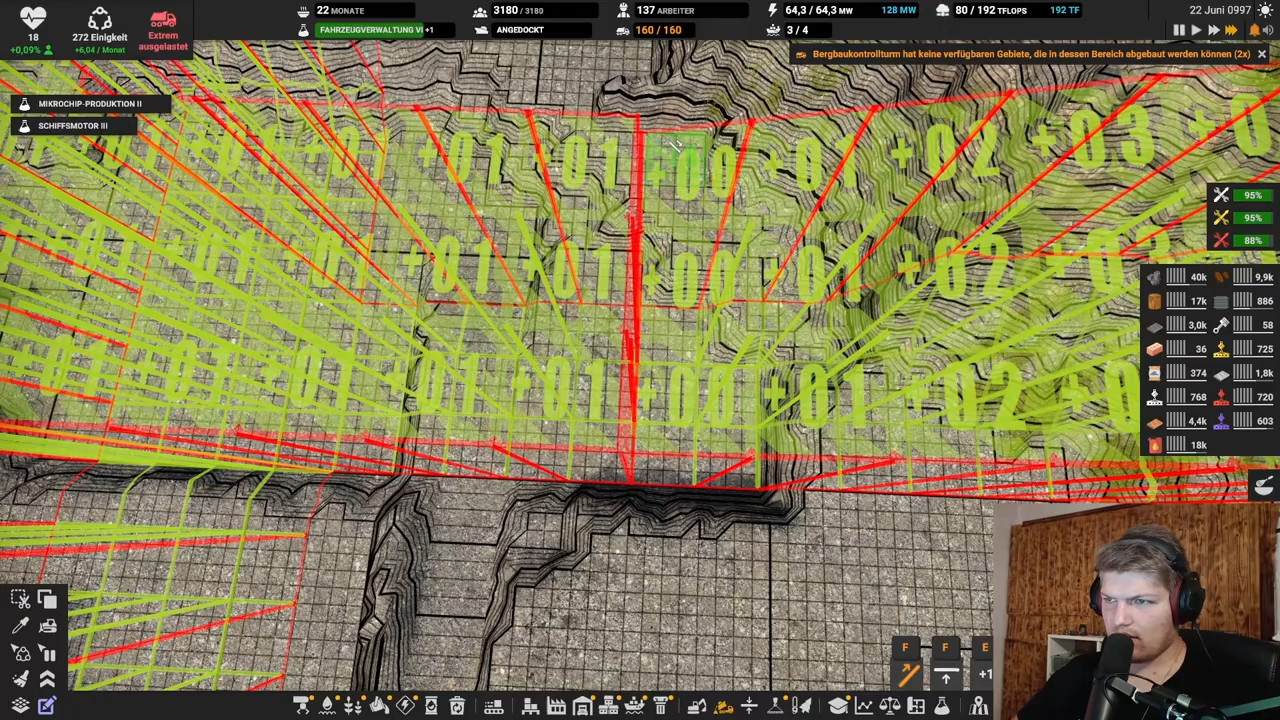 18
+0,09%
272 Einigkeit
+6,04 / Monat
Extrem
ausgelastet
22 MONATE
FAHRZEUGVERWALTUNG VI +1
3180 / 3180
ANGEDOCKT
137 ARBEITER
160 / 160
64,3 / 64,3 MW 128 MW
3 / 4
80 / 192 TFLOPS 192 TF
22 Juni 0997
Bergbaukontrollturm hat keine verfügbaren Gebiete, die in dessen Bereich abgebaut werden können (2x)
MIKROCHIP-PRODUKTION II
SCHIFFSMOTOR III
+01 +01 +00 +01 +02 +03
+01 +01 +00 +01 +02
+01 +01 +00 +01 +02
95%
95%
88%
40k 9,9k
17k 886
3,0k 58
36 725
374 1,8k
768 720
4,4k 603
18k
F F E
+1